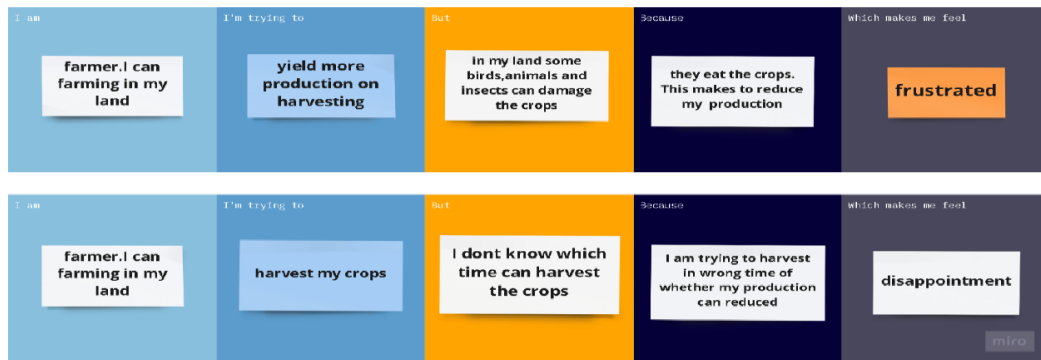 I am
farmer.I can
farming in my
land
I'm trying to
yield more
production on
harvesting
But
in my land some
birds,animals and
insects can damage
the crops
Because
they eat the crops.
This makes to reduce
my production
Which makes me feel
frustrated
I am
farmer.I can
farming in my
land
I'm trying to
harvest my crops
But
I dont know which
time can harvest
the crops
Because
I am trying to harvest
in wrong time of
whether my production
can reduced
Which makes me feel
disappointment
miro